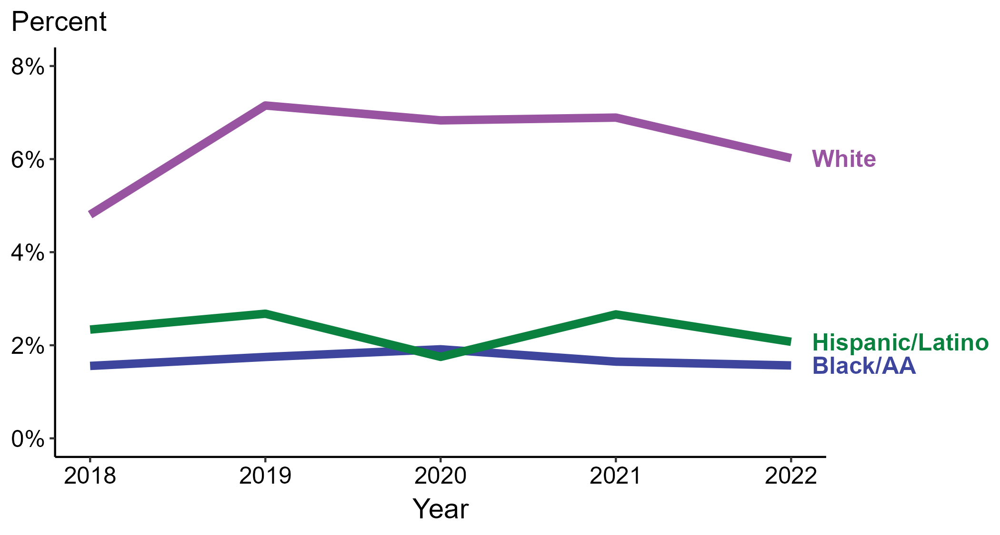 Percent
8%
6%
4%
2%
0%
White
Hispanic/Latino
Black/AA
2018 2019 2020 2021 2022
Year